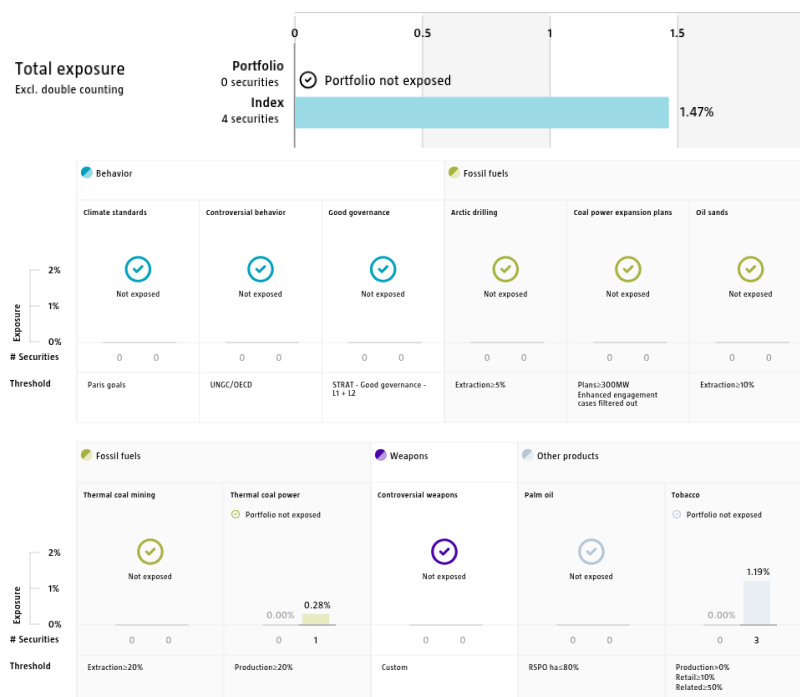 0 0.5 1 1.5
Total exposure
Excl. double counting
Portfolio
0 securities
Portfolio not exposed
Index
4 securities
1.47%
Behavior
Fossil fuels
Climate standards
Controversial behavior
Good governance
Arctic drilling
Coal power expansion plans
Oil sands
Not exposed
Not exposed
Not exposed
Not exposed
Not exposed
Not exposed
Exposure
2%
1%
0%
# Securities
0 0 0 0 0 0 0 0 0 0 0 0
Threshold
Paris goals
UNGC/OECD
STRAT - Good governance -
L1 + L2
Extraction≥5%
Plans≥300MW
Enhanced engagement
cases filtered out
Extraction≥10%
Fossil fuels
Weapons
Other products
Thermal coal mining
Thermal coal power
Controversial weapons
Palm oil
Tobacco
Portfolio not exposed
Portfolio not exposed
Not exposed
Not exposed
Not exposed
Exposure
2%
1%
0%
0.00%
0.28%
0.00%
1.19%
# Securities
0 0 0 1 0 0 0 0 0 3
Threshold
Extraction≥20%
Production≥20%
Custom
RSPO ha≤80%
Production>0%
Retail≥10%
Related≥50%